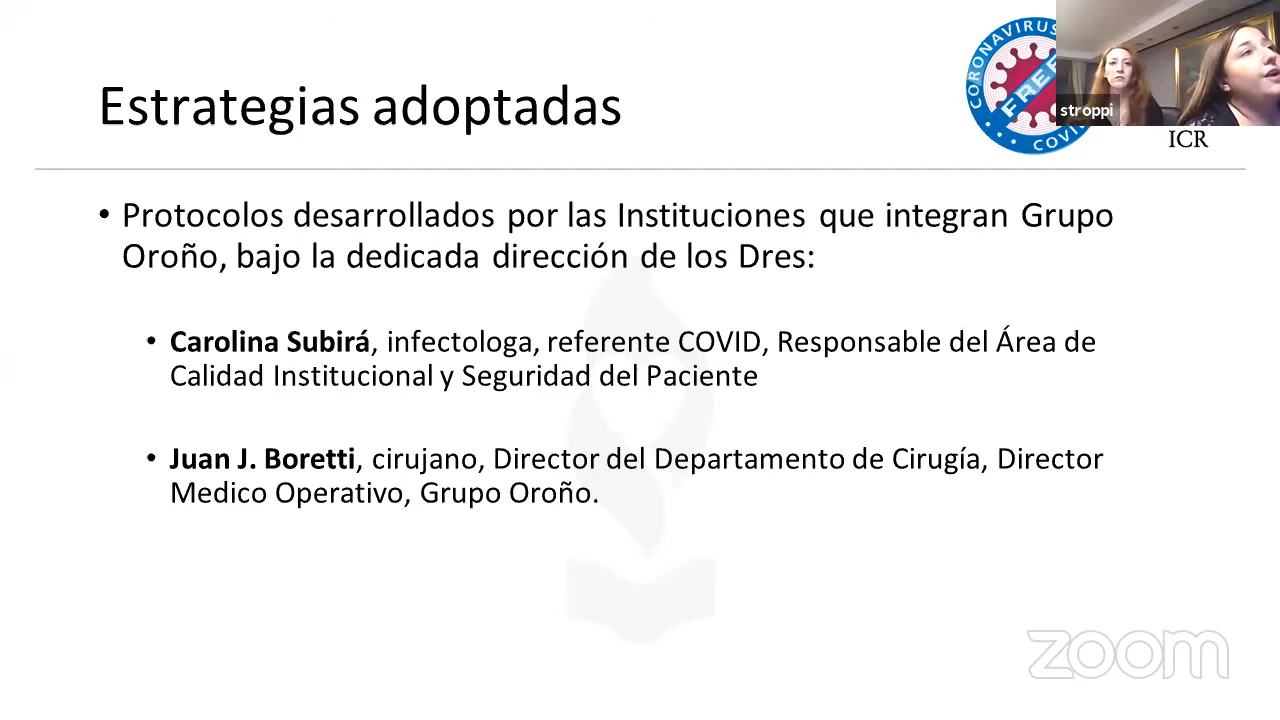 Estrategias adoptadas
CORONAVIRUS
FREE
COVI
stroppi
ICR
• Protocolos desarrollados por las Instituciones que integran Grupo
Oroño, bajo la dedicada dirección de los Dres:
• Carolina Subirá, infectologa, referente COVID, Responsable del Área de
Calidad Institucional y Seguridad del Paciente
• Juan J. Boretti, cirujano, Director del Departamento de Cirugía, Director
Medico Operativo, Grupo Oroño.
zoom